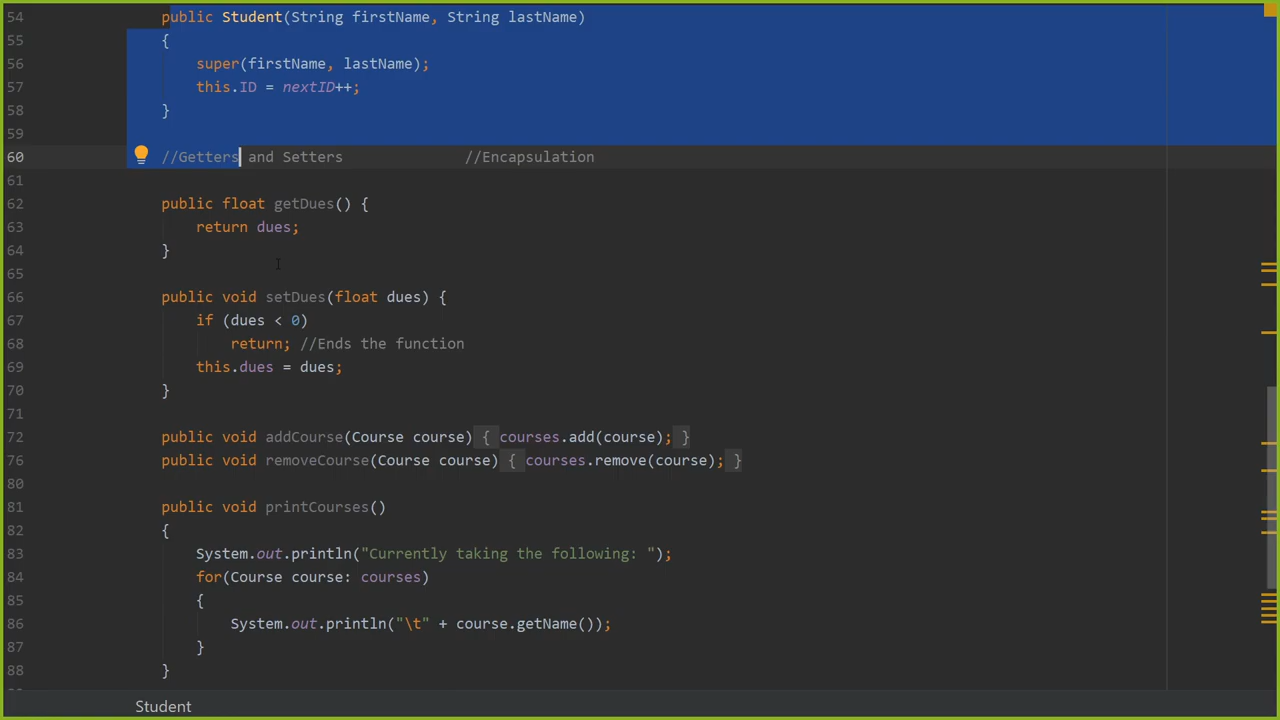 54 public Student(String firstName, String lastName)
55 {
56 super(firstName, lastName);
57 this.ID = nextID++;
58 }
59
60 //Getters and Setters //Encapsulation
61
62 public float getDues() {
63 return dues;
64 }
65
66 public void setDues(float dues) {
67 if (dues < 0)
68 return; //Ends the function
69 this.dues = dues;
70 }
71
72 public void addCourse(Course course) { courses.add(course); }
76 public void removeCourse(Course course) { courses.remove(course); }
80
81 public void printCourses()
82 {
83 System.out.println("Currently taking the following: ");
84 for(Course course: courses)
85 {
86 System.out.println("\t" + course.getName());
87 }
88 }
Student